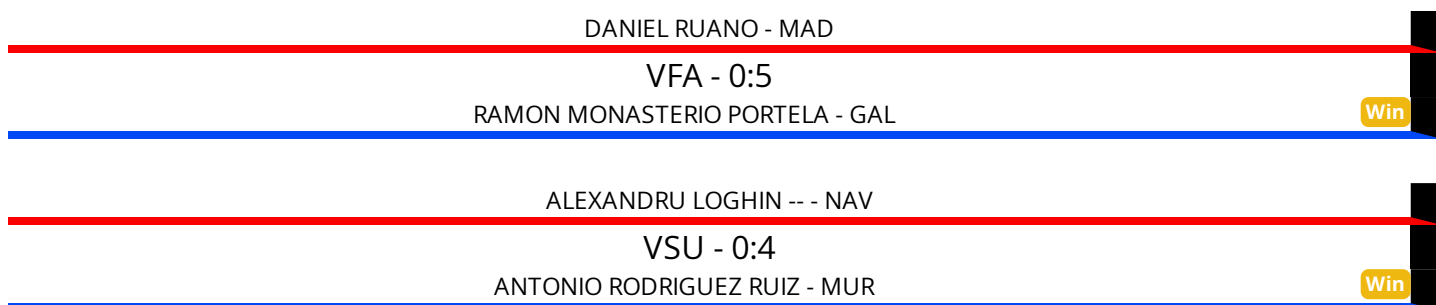 DANIEL RUANO - MAD
VFA - 0:5
RAMON MONASTERIO PORTELA - GAL
Win
ALEXANDRU LOGHIN -- - NAV
VSU - 0:4
ANTONIO RODRIGUEZ RUIZ - MUR
Win